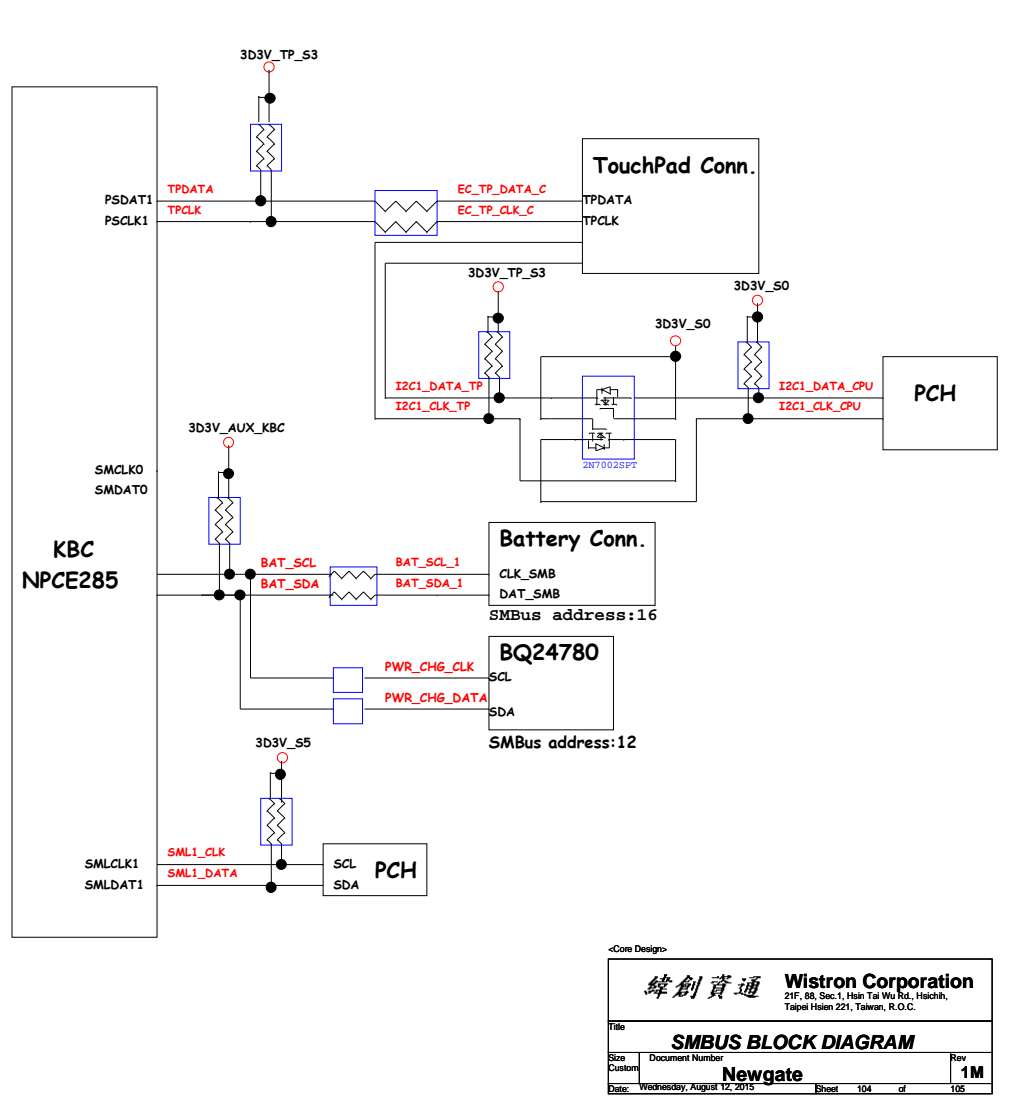 3D3V_TP_S3
TouchPad Conn.
PSDAT1
TPDATA
EC_TP_DATA_C
TPDATA
PSCLK1
TPCLK
EC_TP_CLK_C
TPCLK
3D3V_TP_S3
3D3V_S0
3D3V_S0
I2C1_DATA_TP
I2C1_CLK_TP
I2C1_DATA_CPU
I2C1_CLK_CPU
PCH
2N7002SPT
3D3V_AUX_KBC
SMCLK0
SMDAT0
KBC
NPCE285
Battery Conn.
BAT_SCL
BAT_SCL_1
CLK_SMB
BAT_SDA
BAT_SDA_1
DAT_SMB
SMBus address:16
BQ24780
PWR_CHG_CLK
SCL
PWR_CHG_DATA
SDA
SMBus address:12
3D3V_S5
SMLCLK1
SML1_CLK
SCL
SMLDAT1
SML1_DATA
SDA
PCH
<Core Design>
緯創資通
Wistron Corporation
21F, 88, Sec.1, Hsin Tai Wu Rd., Hsichih,
Taipei Hsien 221, Taiwan, R.O.C.
Title
SMBUS BLOCK DIAGRAM
Size
Custom
Document Number
Newgate
Rev
1M
Date: Wednesday, August 12, 2015
Sheet 104 of 105